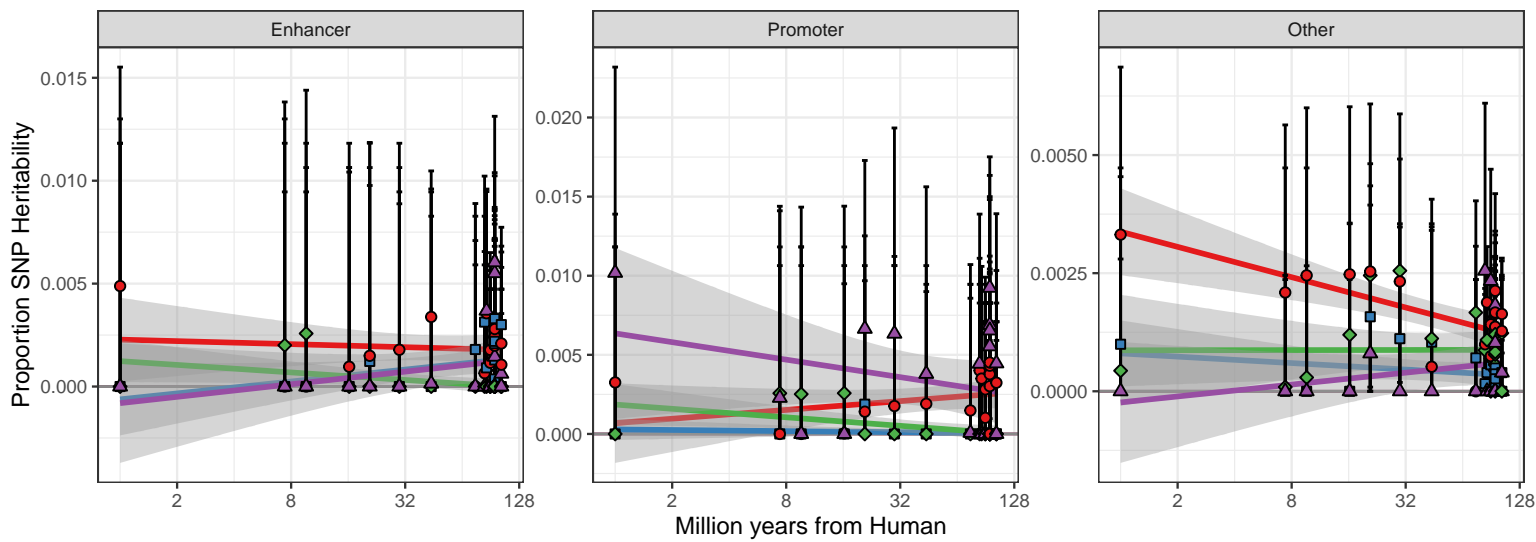 Enhancer
Promoter
Other
Proportion SNP Heritability
0.015
0.010
0.005
0.000
0.020
0.015
0.010
0.005
0.000
0.0050
0.0025
0.0000
2 8 32 128
2 8 32 128
2 8 32 128
Million years from Human